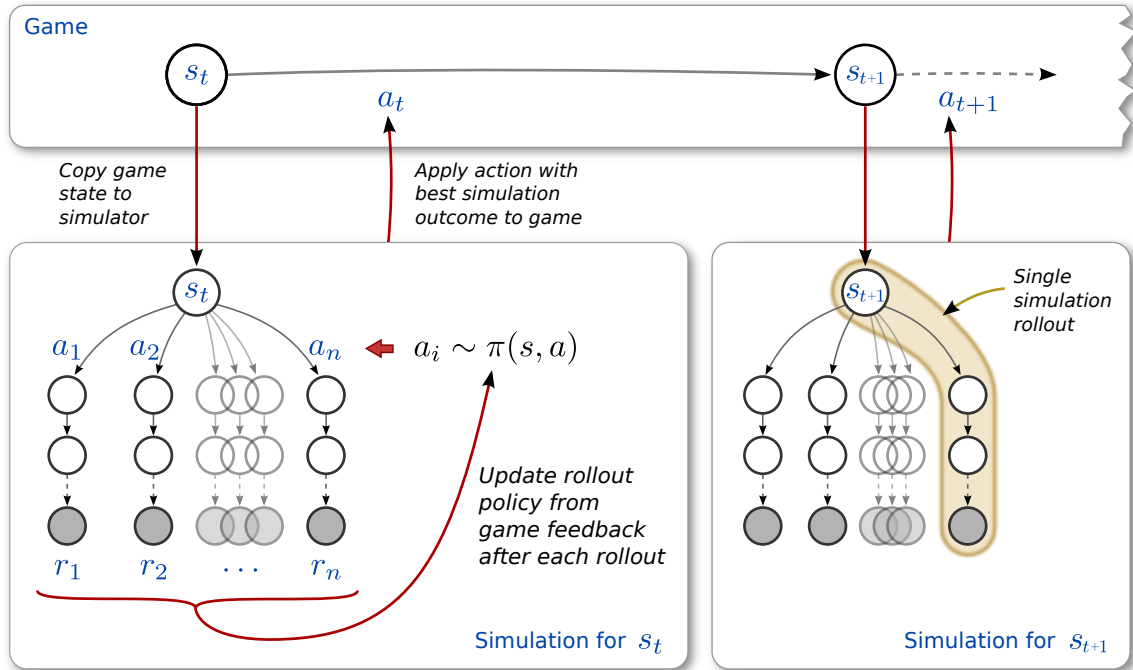 Game
s_t
s_{t+1}
a_t
a_{t+1}
Copy game
state to
simulator
Apply action with
best simulation
outcome to game
s_t
a_1 a_2 a_n
a_i ∼ π(s, a)
Update rollout
policy from
game feedback
after each rollout
r_1 r_2 ... r_n
Simulation for s_t
s_{t+1}
Single
simulation
rollout
Simulation for s_{t+1}